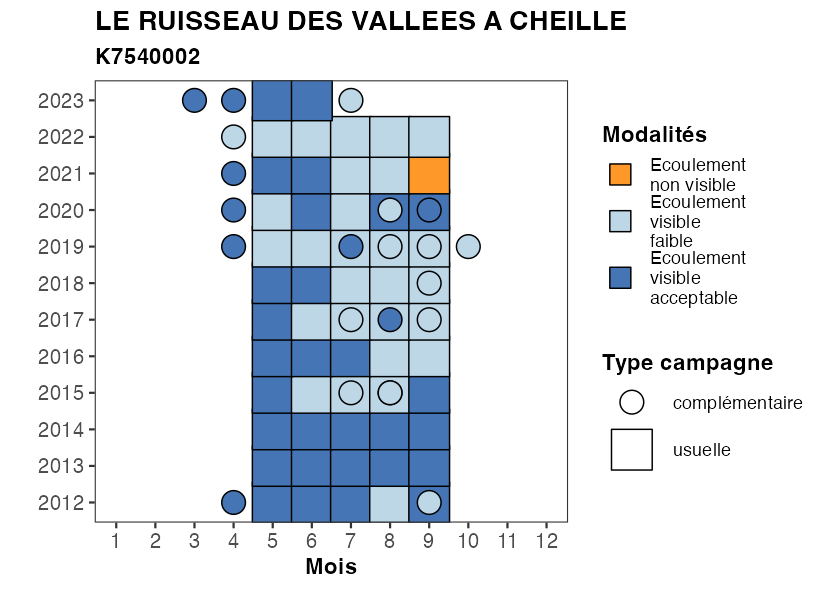 LE RUISSEAU DES VALLEES A CHEILLE
K7540002
2023
2022
2021
2020
2019
2018
2017
2016
2015
2014
2013
2012
1 2 3 4 5 6 7 8 9 10 11 12
Mois
Modalités
Ecoulement
non visible
Ecoulement
visible
faible
Ecoulement
visible
acceptable
Type campagne
complémentaire
usuelle